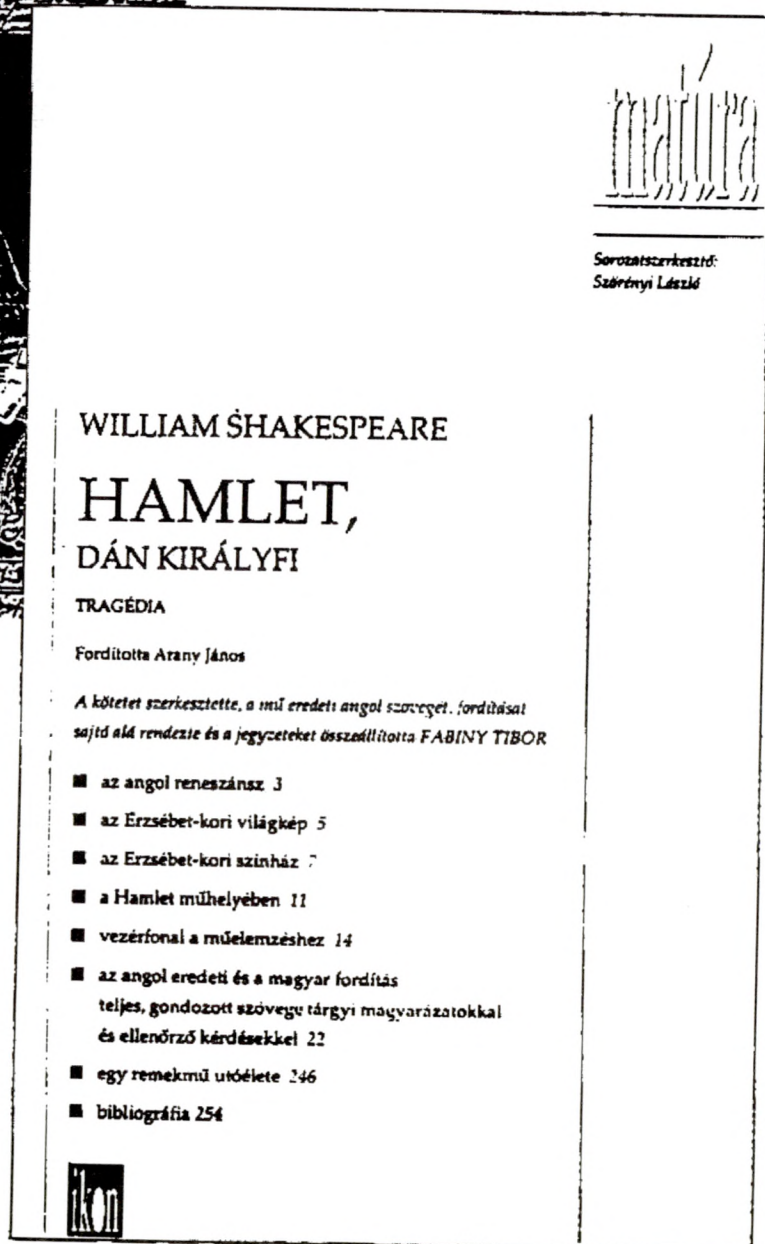 matúra
Sorozatszerkesztő:
Szörényi László
WILLIAM SHAKESPEARE
HAMLET,
DÁN KIRÁLYFI
TRAGÉDIA
Fordította Arany János
A kötetet szerkesztette, a mű eredeti angol szövegét, fordítását
sajtó alá rendezte és a jegyzeteket összeállította FABINY TIBOR
■ az angol reneszánsz 3
■ az Erzsébet-kori világkép 5
■ az Erzsébet-kori színház 7
■ a Hamlet műhelyében 11
■ vezérfonal a műelemzéshez 14
■ az angol eredeti és a magyar fordítás
teljes, gondozott szövege tárgyi magyarázatokkal
és ellenőrző kérdésekkel 22
■ egy remekmű utóélete 246
■ bibliográfia 254
ikon